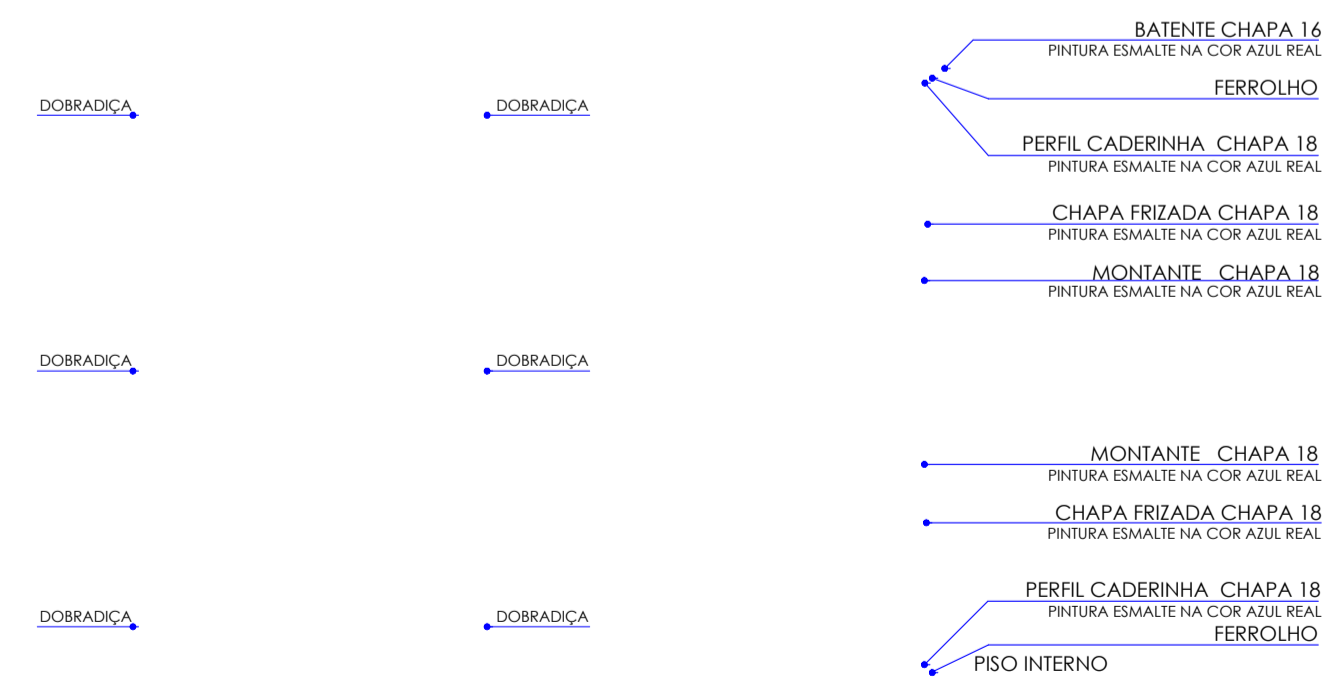 BATENTE CHAPA 16
PINTURA ESMALTE NA COR AZUL REAL
FERROLHO
DOBRADIÇA
DOBRADIÇA
PERFIL CADERINHA CHAPA 18
PINTURA ESMALTE NA COR AZUL REAL
CHAPA FRIZADA CHAPA 18
PINTURA ESMALTE NA COR AZUL REAL
MONTANTE CHAPA 18
PINTURA ESMALTE NA COR AZUL REAL
DOBRADIÇA
DOBRADIÇA
MONTANTE CHAPA 18
PINTURA ESMALTE NA COR AZUL REAL
CHAPA FRIZADA CHAPA 18
PINTURA ESMALTE NA COR AZUL REAL
PERFIL CADERINHA CHAPA 18
PINTURA ESMALTE NA COR AZUL REAL
DOBRADIÇA
DOBRADIÇA
FERROLHO
PISO INTERNO